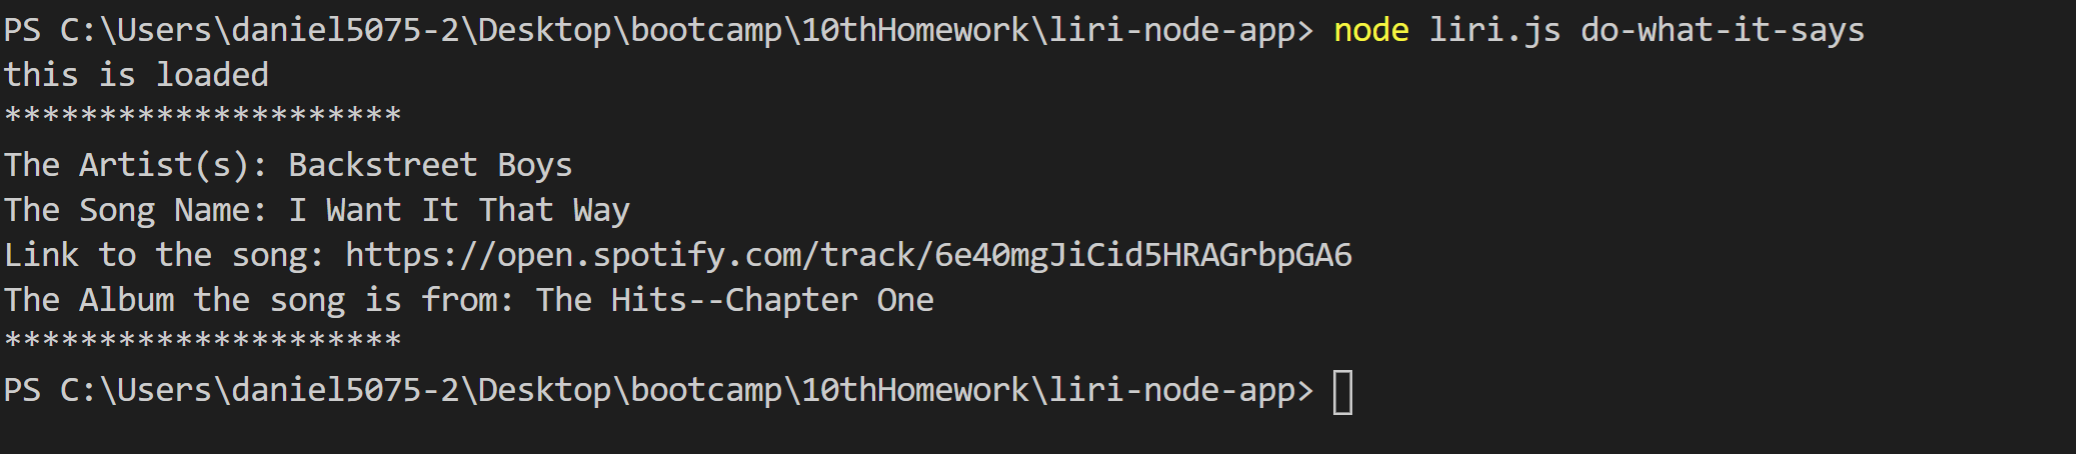 PS C:\Users\daniel5075-2\Desktop\bootcamp\10thHomework\liri-node-app> node liri.js do-what-it-says
this is loaded
*********************
The Artist(s): Backstreet Boys
The Song Name: I Want It That Way
Link to the song: https://open.spotify.com/track/6e40mgJiCid5HRAGrbpGA6
The Album the song is from: The Hits--Chapter One
*********************
PS C:\Users\daniel5075-2\Desktop\bootcamp\10thHomework\liri-node-app>